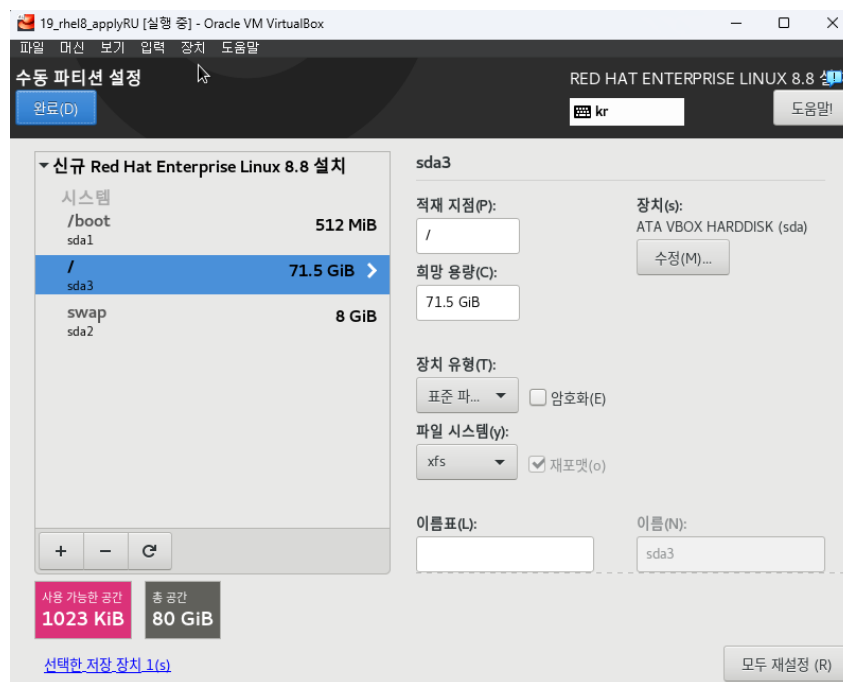 19_rhel8_applyRU [실행 중] - Oracle VM VirtualBox
파일 머신 보기 입력 장치 도움말
수동 파티션 설정
완료(D)
RED HAT ENTERPRISE LINUX 8.8
kr
도움말!
신규 Red Hat Enterprise Linux 8.8 설치
시스템
/boot
512 MiB
sda1
/
71.5 GiB
sda3
swap
8 GiB
sda2
+ −
사용 가능한 공간
1023 KiB
총 공간
80 GiB
선택한 저장 장치 1(s)
sda3
적재 지점(P):
/
희망 용량(C):
71.5 GiB
장치(s):
ATA VBOX HARDDISK (sda)
수정(M)...
장치 유형(T):
표준 파...
암호화(E)
파일 시스템(y):
xfs
재포맷(o)
이름표(L):
이름(N):
sda3
모두 재설정 (R)